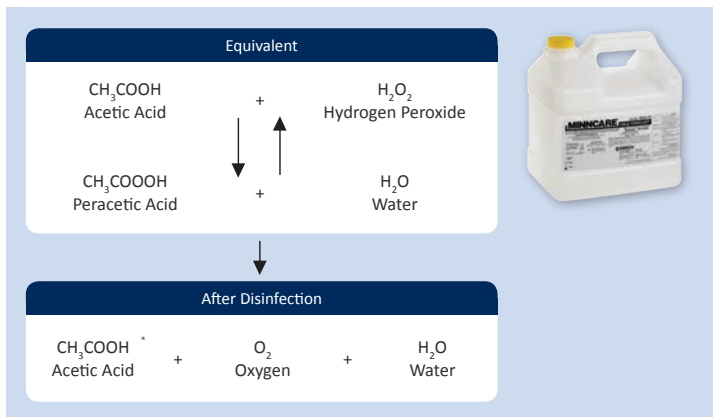 Equivalent
CH₃COOH + H₂O₂
Acetic Acid Hydrogen Peroxide
CH₃COOOH + H₂O
Peracetic Acid Water
After Disinfection
CH₃COOH * + O₂ + H₂O
Acetic Acid Oxygen Water
MINNCARE